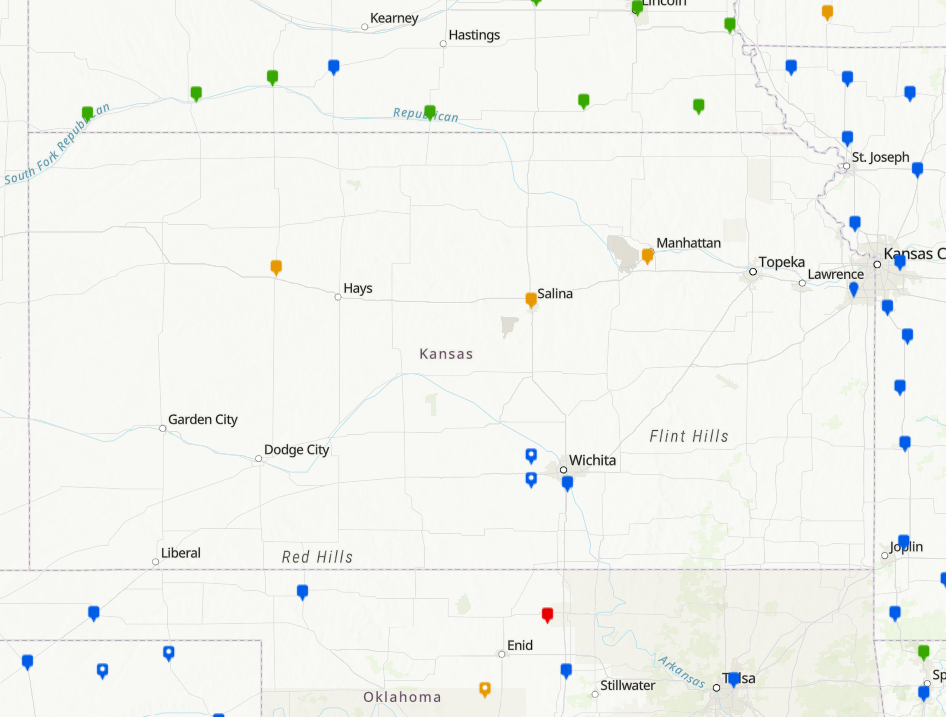 Lincoln
Kearney
Hastings
Republican
South Fork Republican
St. Joseph
Manhattan
Kansas C
Topeka
Lawrence
Hays
Salina
Kansas
Garden City
Flint Hills
Dodge City
Wichita
Joplin
Liberal
Red Hills
Enid
Arkansas
Tulsa
Sp
Stillwater
Oklahoma